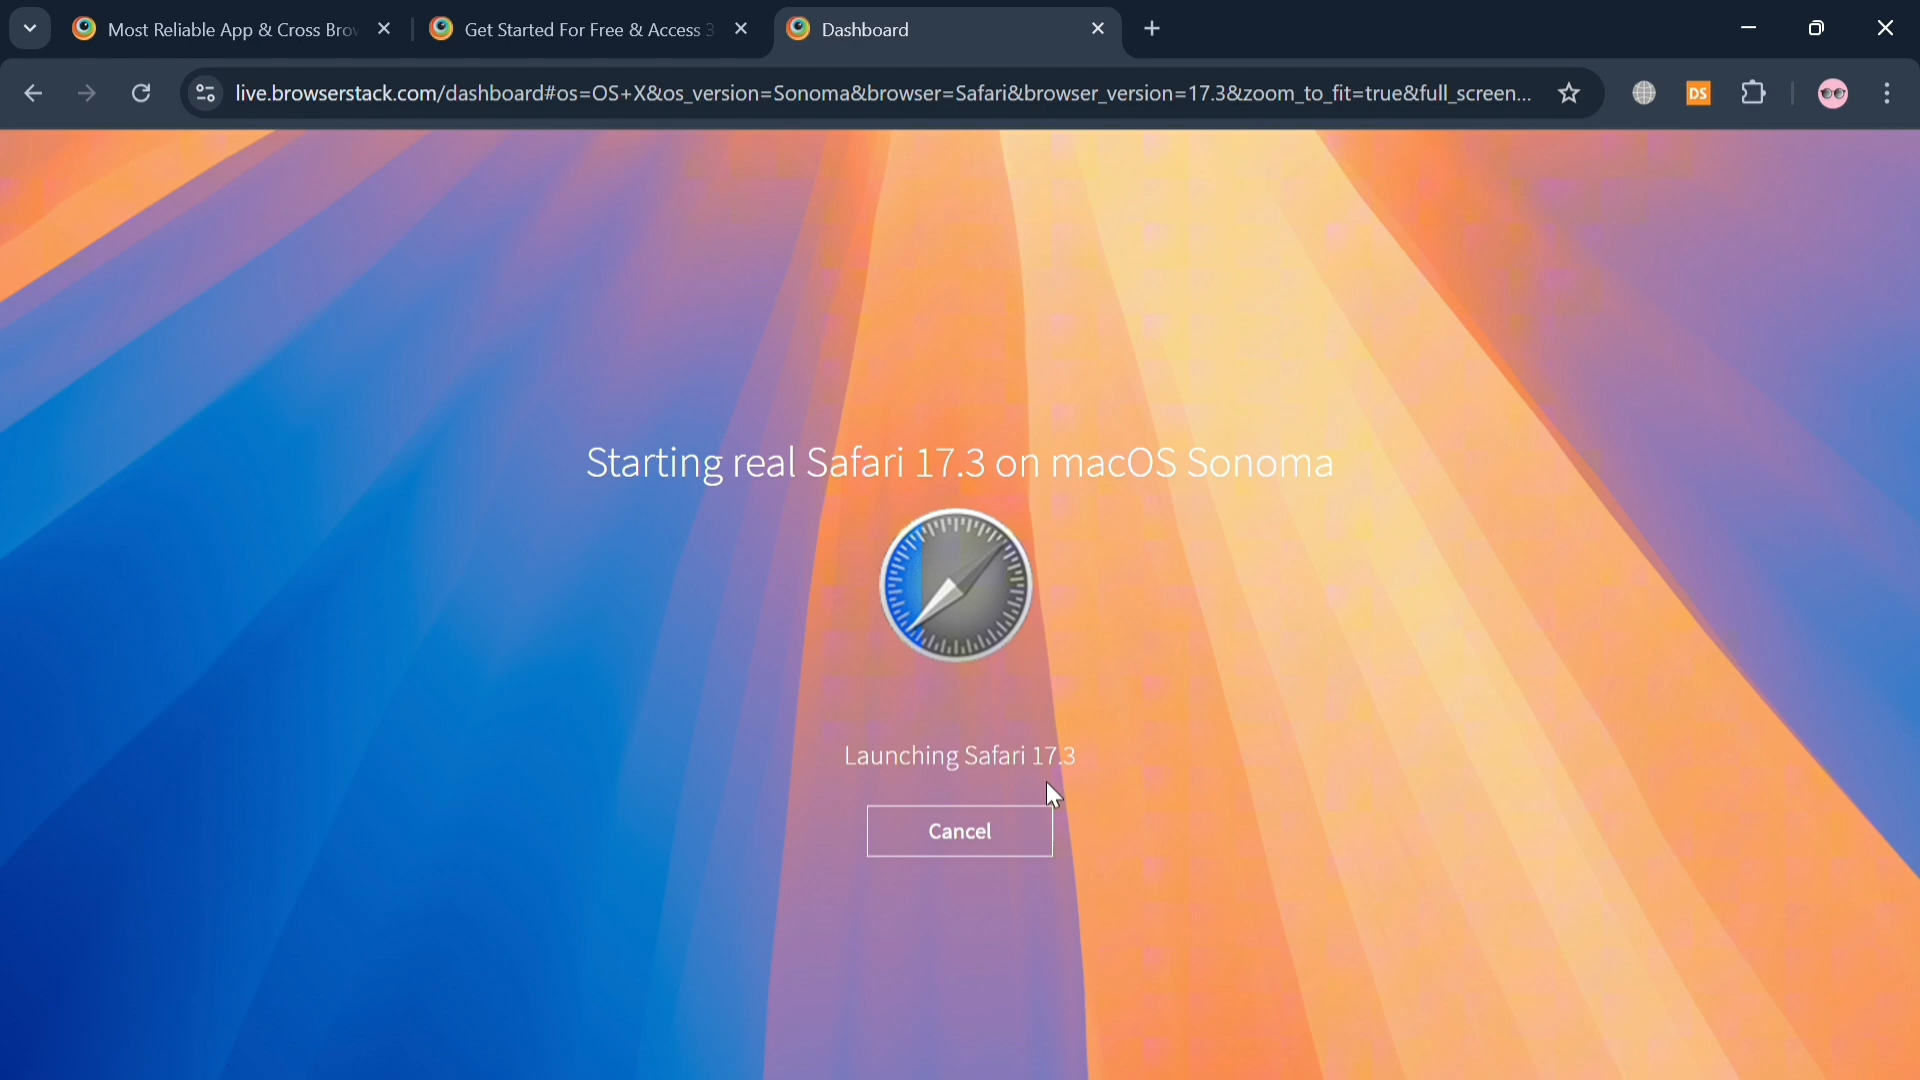 Most Reliable App & Cross Brow
Get Started For Free & Access 3
Dashboard
live.browserstack.com/dashboard#os=OS+X&os_version=Sonoma&browser=Safari&browser_version=17.3&zoom_to_fit=true&full_screen...
DS
Starting real Safari 17.3 on macOS Sonoma
Launching Safari 17.3
Cancel